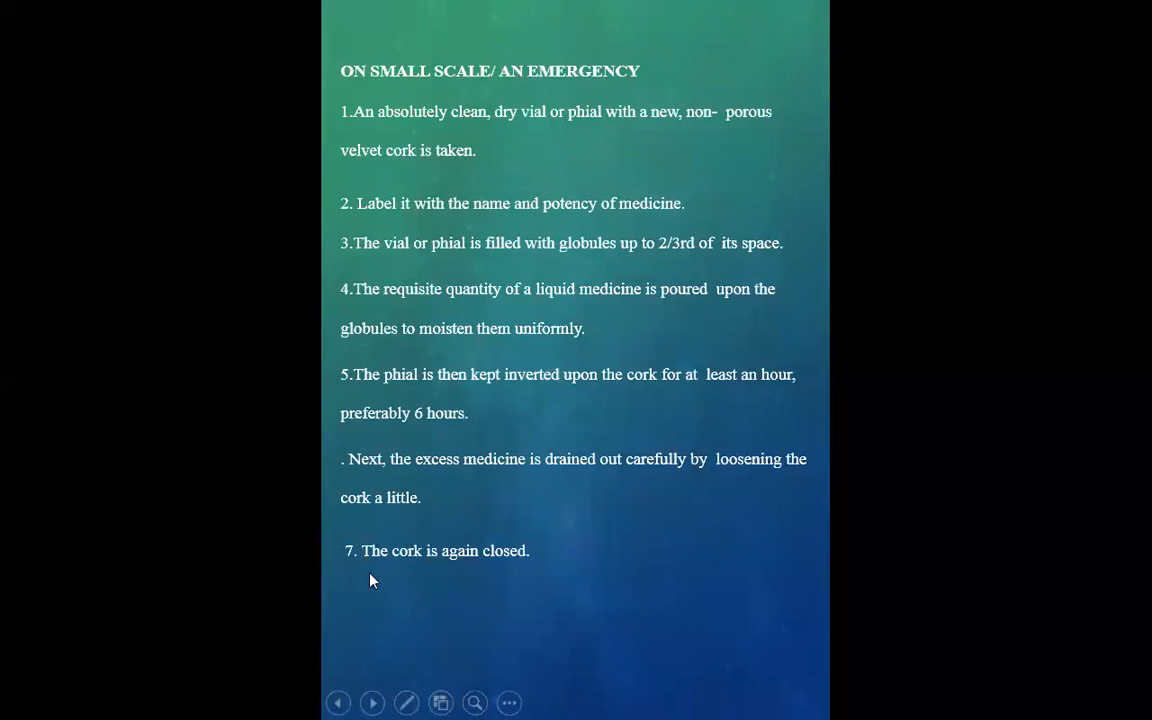 ON SMALL SCALE/ AN EMERGENCY
1.An absolutely clean, dry vial or phial with a new, non- porous
velvet cork is taken.
2. Label it with the name and potency of medicine.
3.The vial or phial is filled with globules up to 2/3rd of its space.
4.The requisite quantity of a liquid medicine is poured upon the
globules to moisten them uniformly.
5.The phial is then kept inverted upon the cork for at least an hour,
preferably 6 hours.
. Next, the excess medicine is drained out carefully by loosening the
cork a little.
7. The cork is again closed.